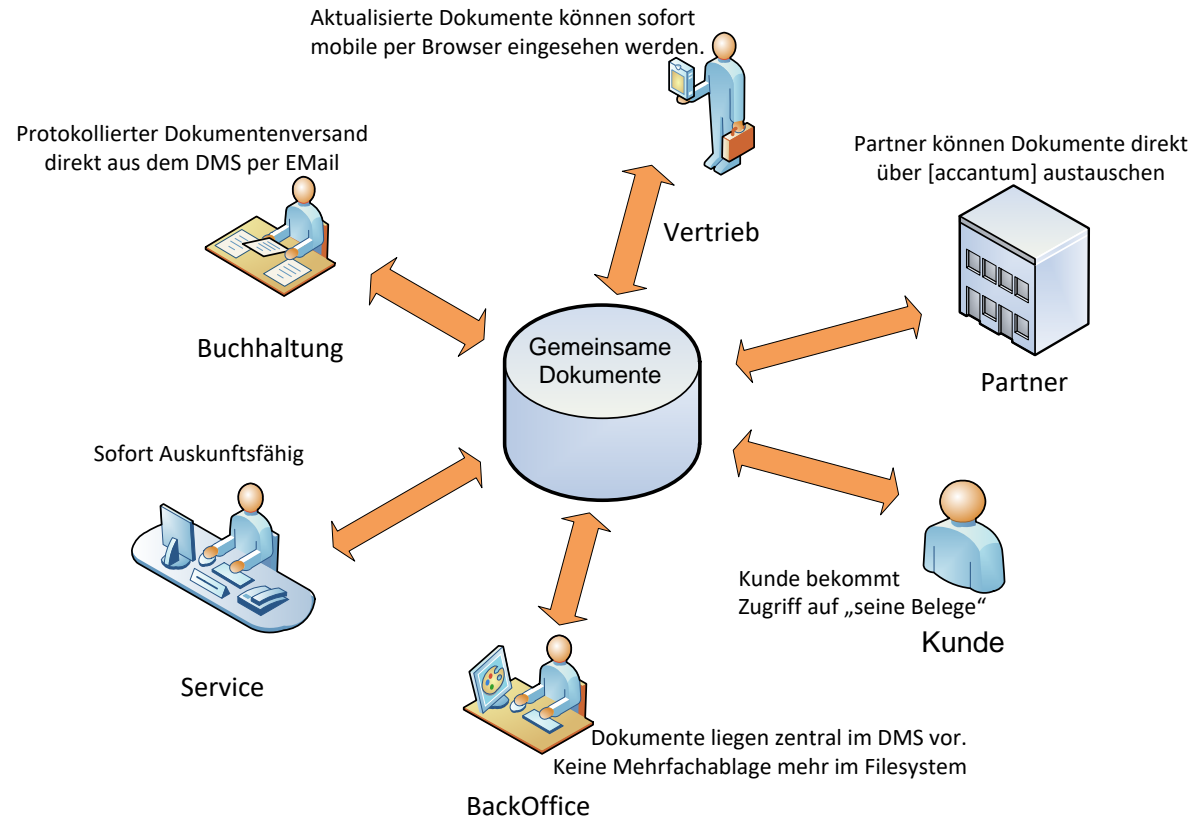 Aktualisierte Dokumente können sofort
mobile per Browser eingesehen werden.
Protokollierter Dokumentenversand
direkt aus dem DMS per EMail
Partner können Dokumente direkt
über [accantum] austauschen
Vertrieb
Buchhaltung
Gemeinsame
Dokumente
Partner
Sofort Auskunftsfähig
Kunde bekommt
Zugriff auf „seine Belege“
Kunde
Service
Dokumente liegen zentral im DMS vor.
Keine Mehrfachablage mehr im Filesystem
BackOffice